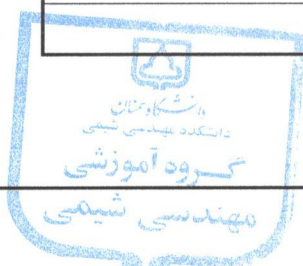 دانشگاه سمنان
دانشکده مهندسی شیمی
گروه آموزشی
مهندسی شیمی